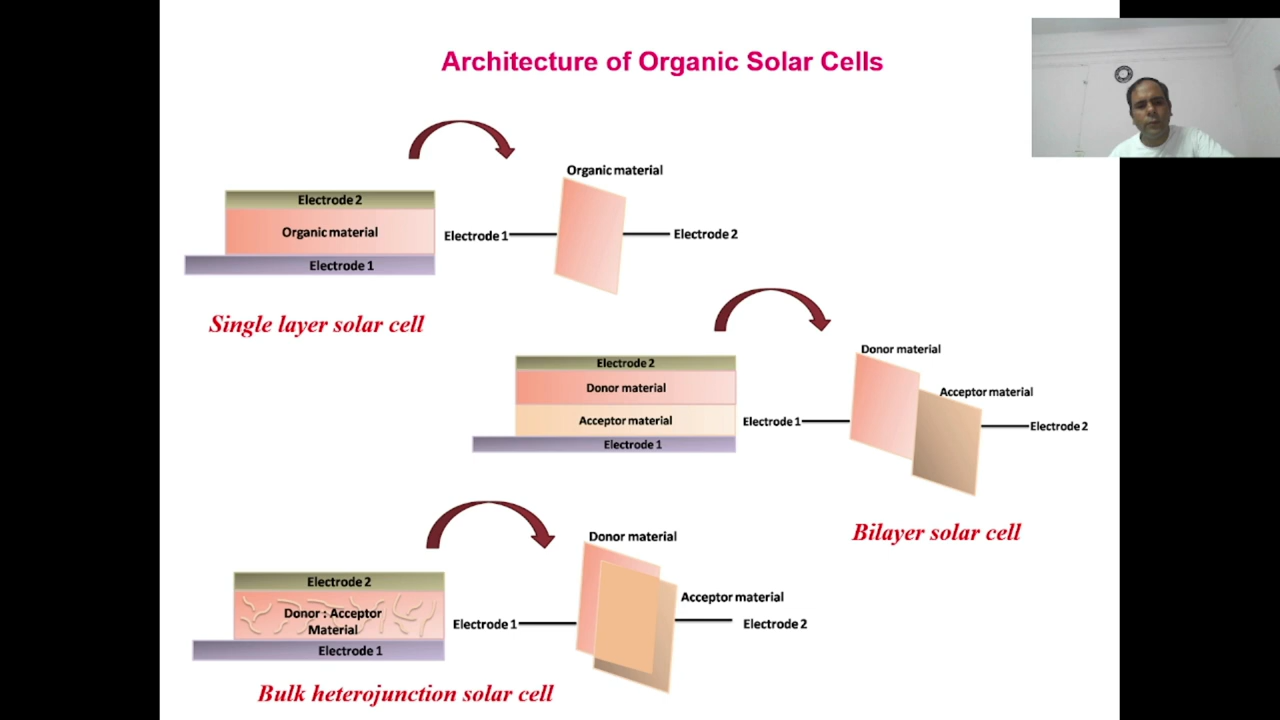 Architecture of Organic Solar Cells
Electrode 2
Organic material
Electrode 1
Organic material
Electrode 1
Electrode 2
Single layer solar cell
Electrode 2
Donor material
Acceptor material
Electrode 1
Donor material
Acceptor material
Electrode 1
Electrode 2
Bilayer solar cell
Electrode 2
Donor : Acceptor
Material
Electrode 1
Donor material
Acceptor material
Electrode 1
Electrode 2
Bulk heterojunction solar cell